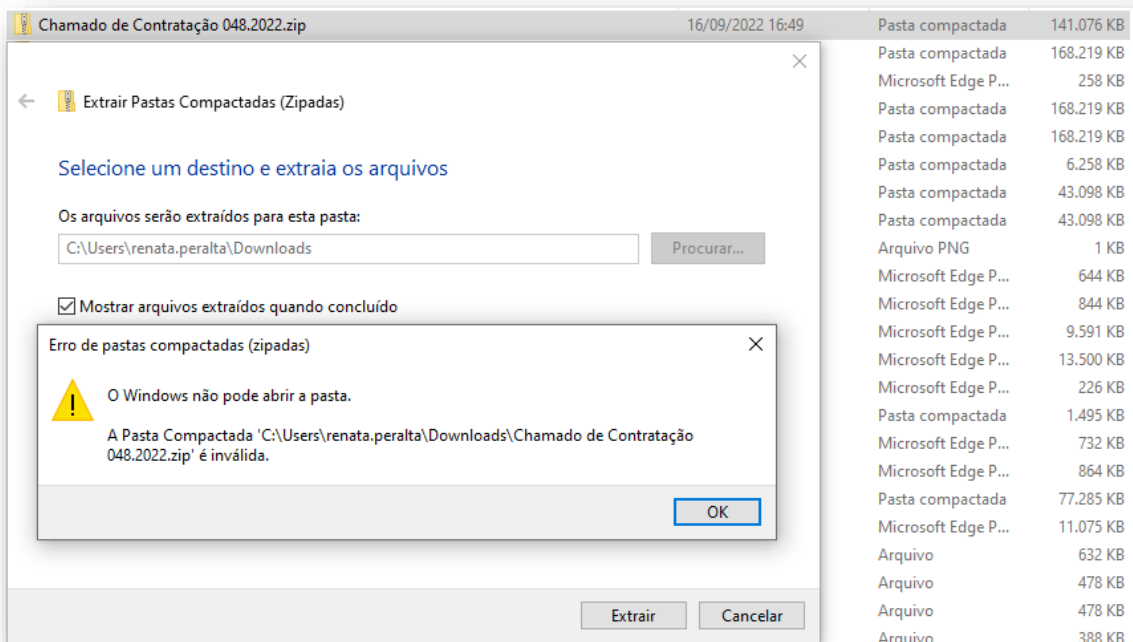 Chamado de Contratação 048.2022.zip 16/09/2022 16:49 Pasta compactada 141.076 KB
Pasta compactada 168.219 KB
Microsoft Edge P... 258 KB
Pasta compactada 168.219 KB
Pasta compactada 168.219 KB
Pasta compactada 6.258 KB
Pasta compactada 43.098 KB
Pasta compactada 43.098 KB
Arquivo PNG 1 KB
Microsoft Edge P... 644 KB
Microsoft Edge P... 844 KB
Microsoft Edge P... 9.591 KB
Microsoft Edge P... 13.500 KB
Microsoft Edge P... 226 KB
Pasta compactada 1.495 KB
Microsoft Edge P... 732 KB
Microsoft Edge P... 864 KB
Pasta compactada 77.285 KB
Microsoft Edge P... 11.075 KB
Arquivo 632 KB
Arquivo 478 KB
Arquivo 478 KB
Arquivo 388 KB
Extrair Pastas Compactadas (Zipadas)
Selecione um destino e extraia os arquivos
Os arquivos serão extraídos para esta pasta:
C:\Users\renata.peralta\Downloads Procurar...
Mostrar arquivos extraídos quando concluído
Erro de pastas compactadas (zipadas)
O Windows não pode abrir a pasta.
A Pasta Compactada 'C:\Users\renata.peralta\Downloads\Chamado de Contratação
048.2022.zip' é inválida.
OK
Extrair Cancelar